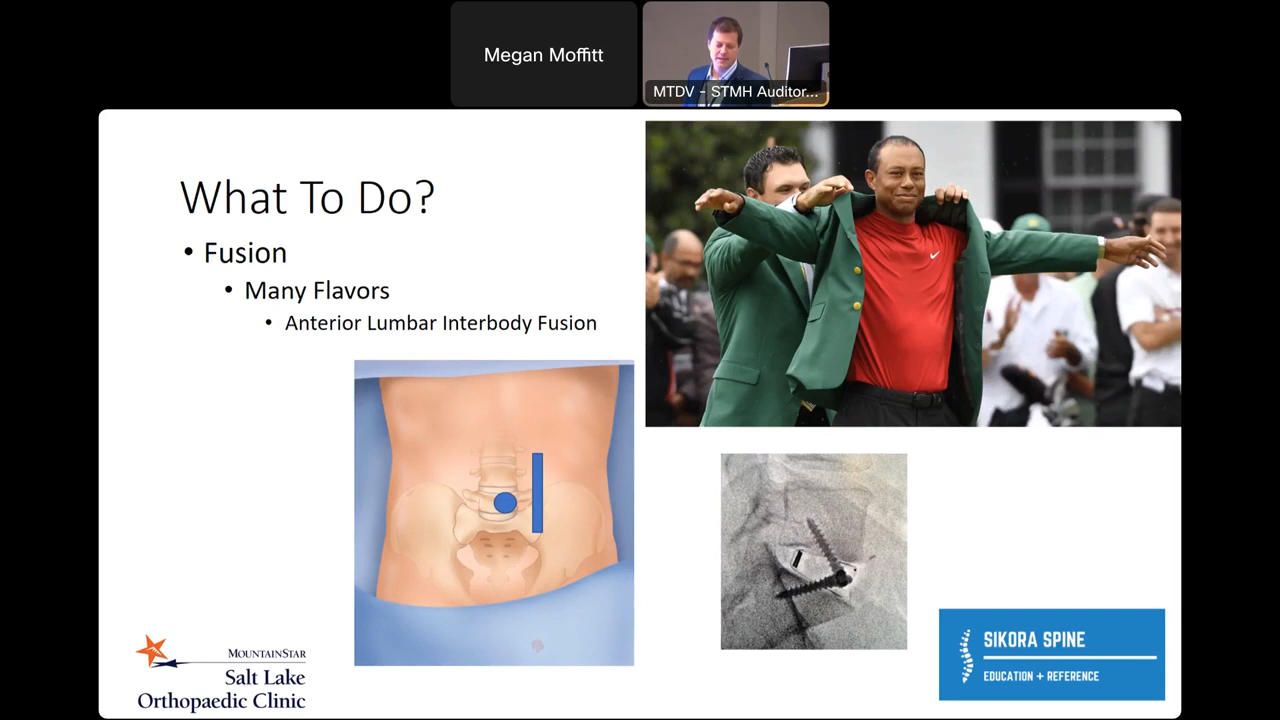 Megan Moffitt
MTDV - STMH Auditor...
What To Do?
• Fusion
• Many Flavors
• Anterior Lumbar Interbody Fusion
MOUNTAINSTAR
Salt Lake
Orthopaedic Clinic
SIKORA SPINE
EDUCATION + REFERENCE